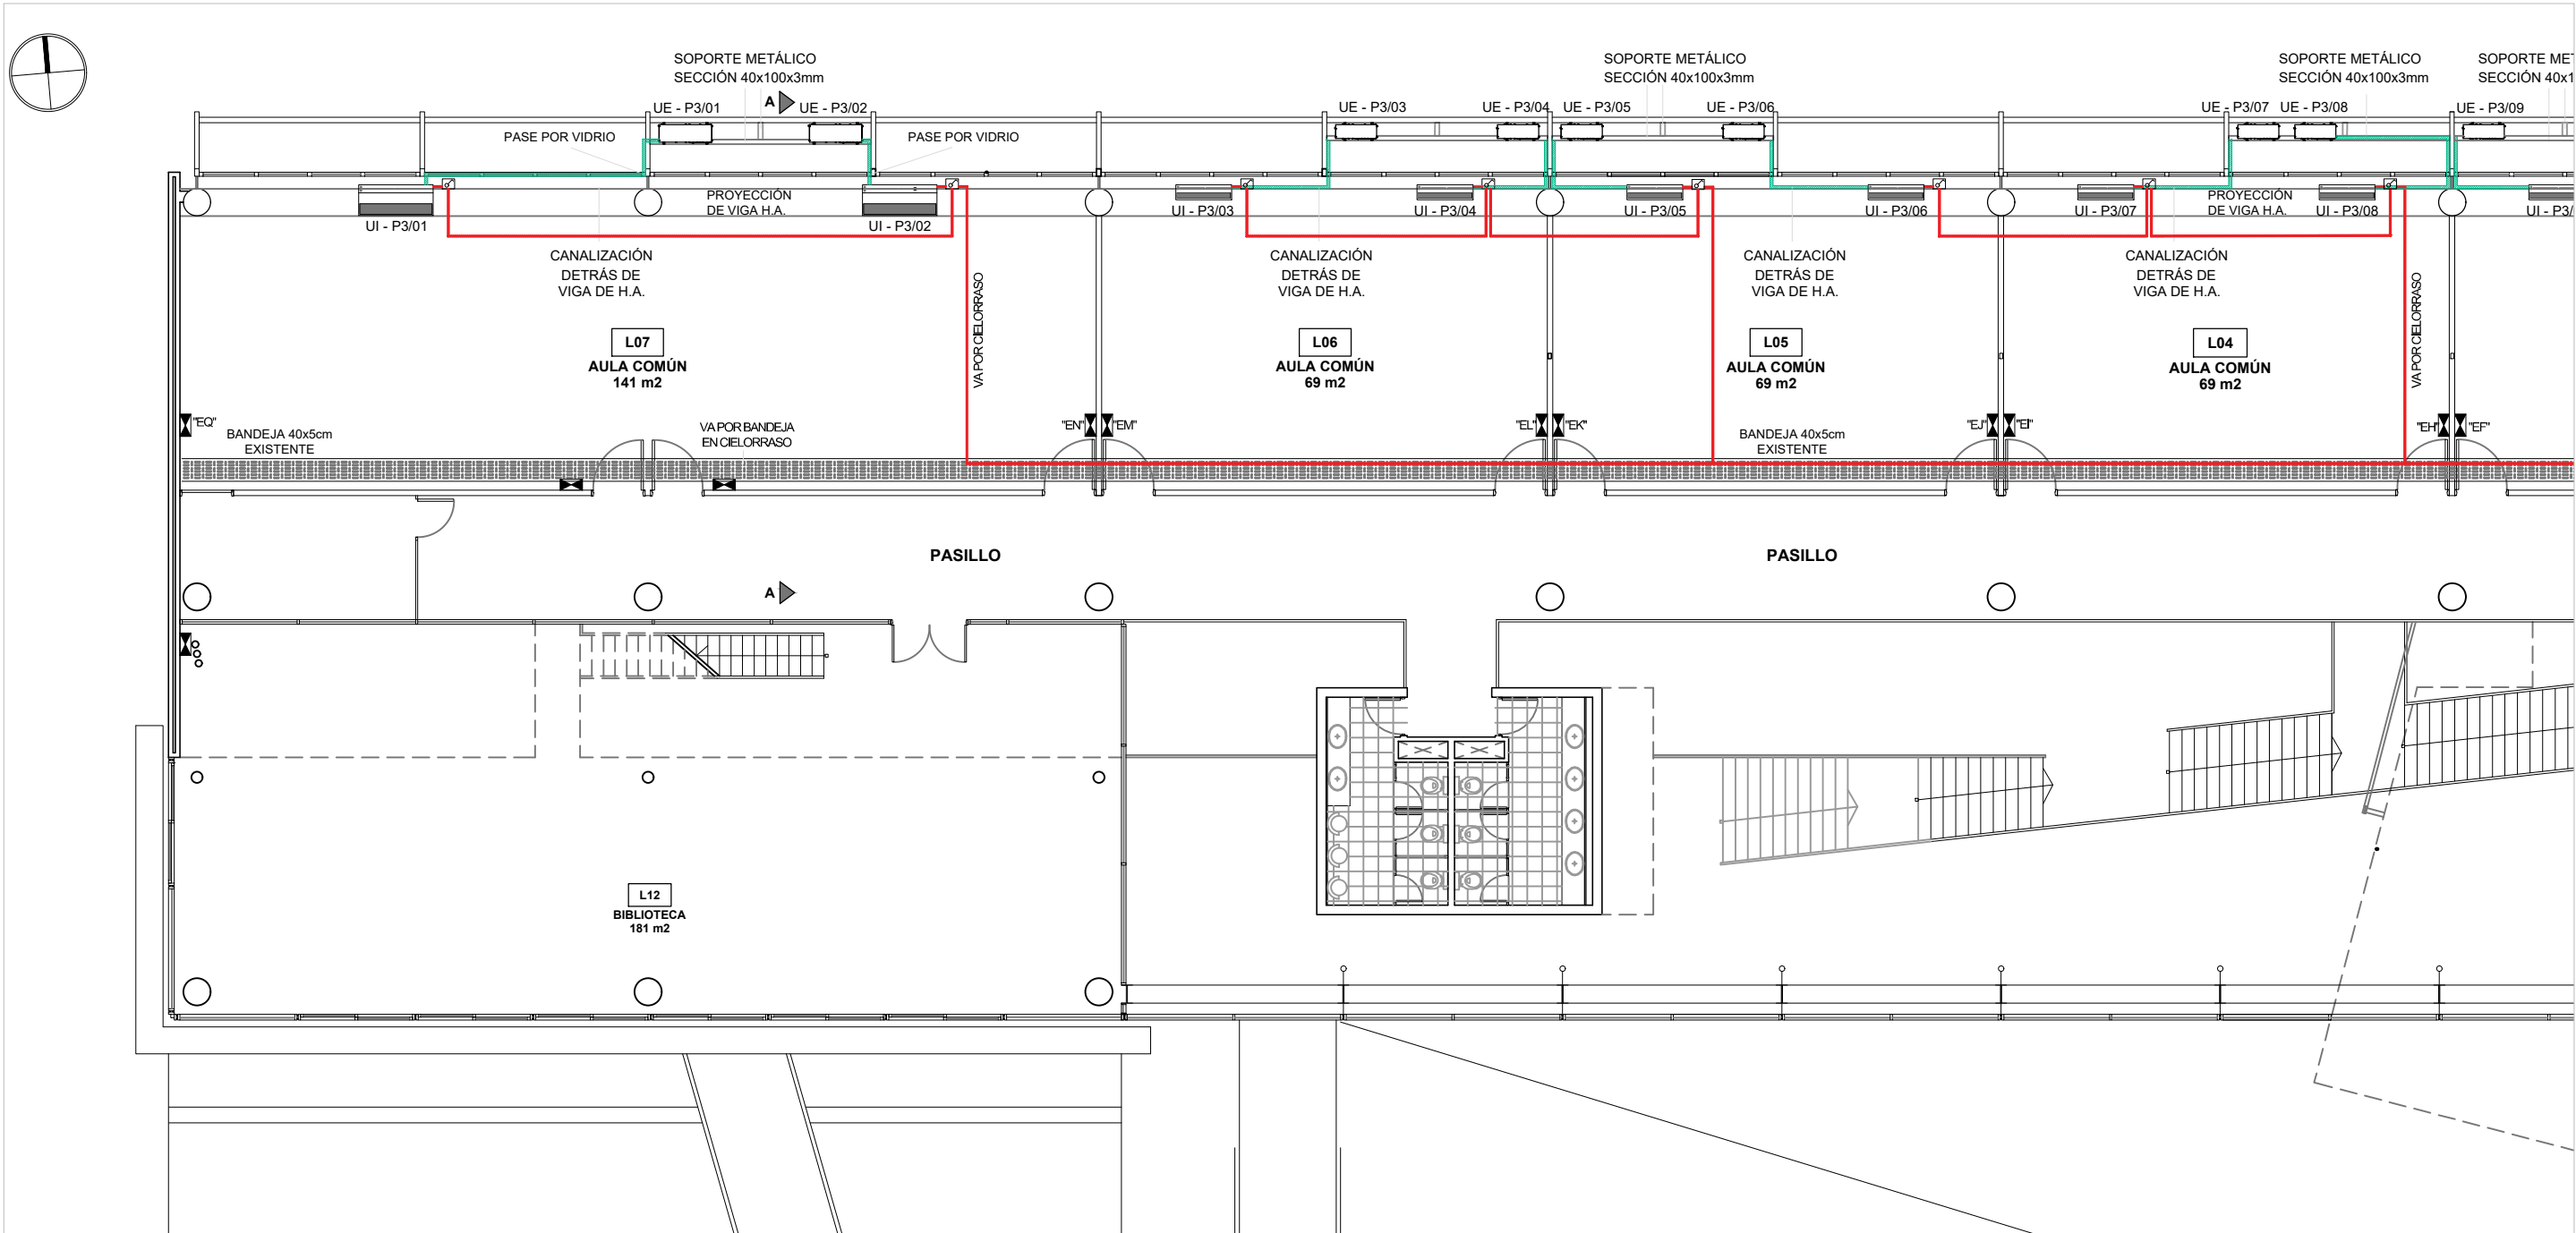 SOPORTE METÁLICO
SECCIÓN 40x100x3mm
SOPORTE METÁLICO
SECCIÓN 40x100x3mm
SOPORTE METÁLICO
SECCIÓN 40x100x3mm
SOPORTE MET
SECCIÓN 40x1
UE - P3/01
A
UE - P3/02
UE - P3/03
UE - P3/04
UE - P3/05
UE - P3/06
UE - P3/07
UE - P3/08
UE - P3/09
PASE POR VIDRIO
PASE POR VIDRIO
PROYECCIÓN
DE VIGA H.A.
PROYECCIÓN
DE VIGA H.A.
UI - P3/01
UI - P3/02
UI - P3/03
UI - P3/04
UI - P3/05
UI - P3/06
UI - P3/07
UI - P3/08
UI - P3/
CANALIZACIÓN
DETRÁS DE
VIGA DE H.A.
CANALIZACIÓN
DETRÁS DE
VIGA DE H.A.
CANALIZACIÓN
DETRÁS DE
VIGA DE H.A.
CANALIZACIÓN
DETRÁS DE
VIGA DE H.A.
VA POR CIELORRASO
VA POR CIELORRASO
L07
AULA COMÚN
141 m2
L06
AULA COMÚN
69 m2
L05
AULA COMÚN
69 m2
L04
AULA COMÚN
69 m2
"EQ"
"EN"
"EM"
"EL"
"EK"
"EJ"
"EI"
"EH"
"EF"
BANDEJA 40x5cm
EXISTENTE
VA POR BANDEJA
EN CIELORRASO
BANDEJA 40x5cm
EXISTENTE
PASILLO
PASILLO
A
L12
BIBLIOTECA
181 m2